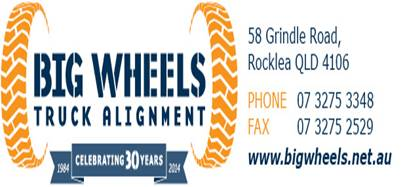 BIG WHEELS
TRUCK ALIGNMENT
1984 CELEBRATING 30 YEARS 2014
58 Grindle Road,
Rocklea QLD 4106
PHONE 07 3275 3348
FAX 07 3275 2529
www.bigwheels.net.au